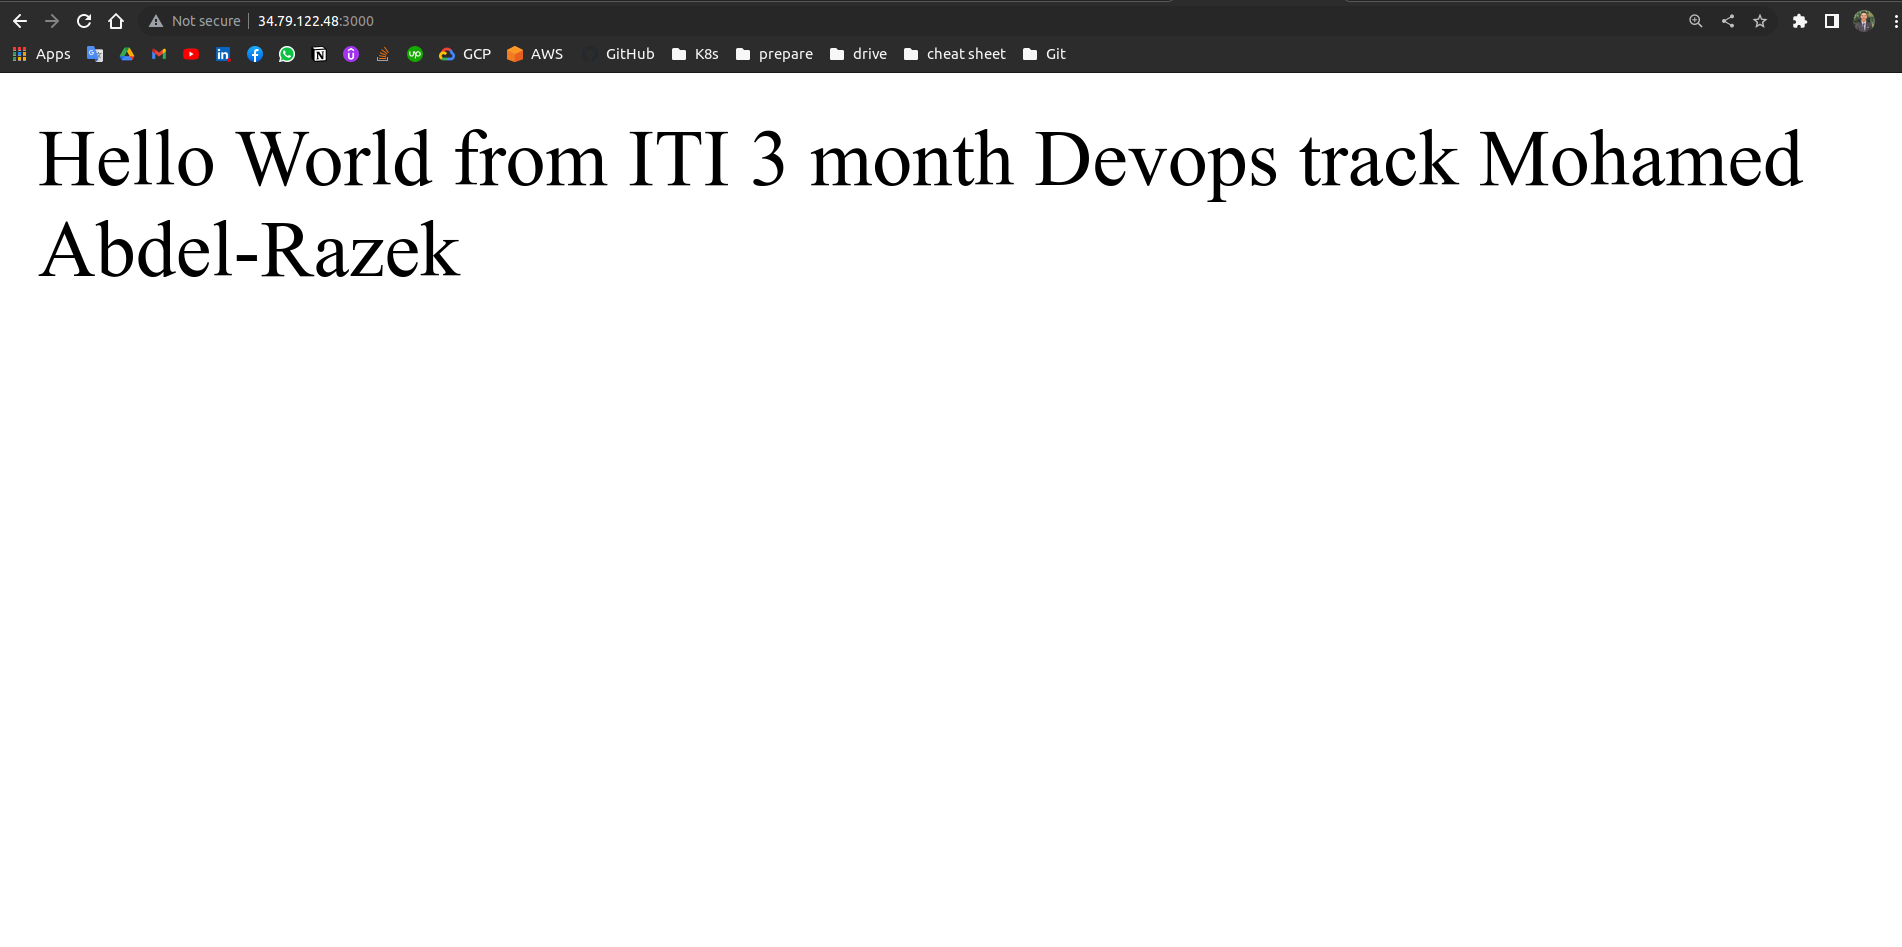 Not secure 34.79.122.48:3000
Apps GCP AWS GitHub K8s prepare drive cheat sheet Git
Hello World from ITI 3 month Devops track Mohamed
Abdel-Razek